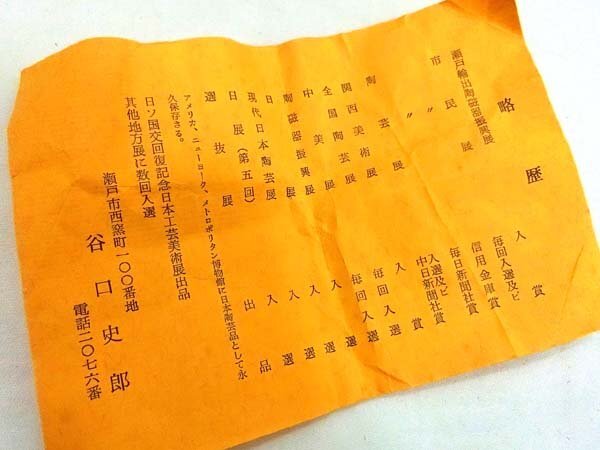 略歴
瀬戸輸出陶磁器振興展 入賞
市民展 毎回入選及ビ
信用金庫賞
〃 毎日新聞社賞
〃 入選及ビ
中日新聞社賞
陶芸展 入賞
関西美術展 毎回入選
全国陶芸展 毎回入選
中美展 入選
陶磁器振興展 入選
日展 入選
現代日本陶芸展 入選
日展(第五回)
選抜展 出品
アメリカ、ニューヨーク、メトロポリタン博物館に日本陶芸品として永
久保存さる。
日ソ国交回復記念日本工芸美術展出品
其他地方展に数回入選
瀬戸市西窯町一〇〇番地
谷口史郎
電話二〇七六番